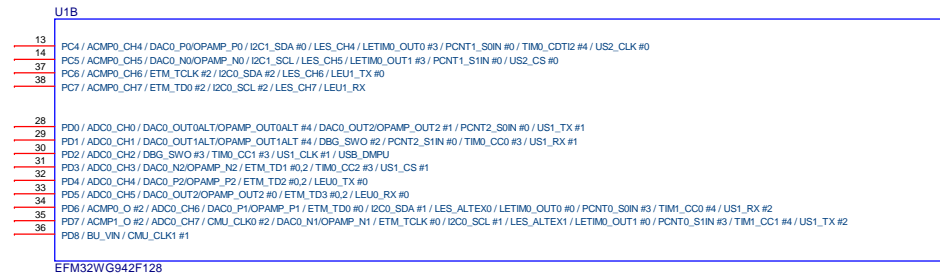 U1B
13 PC4 / ACMP0_CH4 / DAC0_P0/OPAMP_P0 / I2C1_SDA #0 / LES_CH4 / LETIM0_OUT0 #3 / PCNT1_S0IN #0 / TIM0_CDTI2 #4 / US2_CLK #0
14 PC5 / ACMP0_CH5 / DAC0_N0/OPAMP_N0 / I2C1_SCL / LES_CH5 / LETIM0_OUT1 #3 / PCNT1_S1IN #0 / US2_CS #0
37 PC6 / ACMP0_CH6 / ETM_TCLK #2 / I2C0_SDA #2 / LES_CH6 / LEU1_TX #0
38 PC7 / ACMP0_CH7 / ETM_TD0 #2 / I2C0_SCL #2 / LES_CH7 / LEU1_RX
28 PD0 / ADC0_CH0 / DAC0_OUT0ALT/OPAMP_OUT0ALT #4 / DAC0_OUT2/OPAMP_OUT2 #1 / PCNT2_S0IN #0 / US1_TX #1
29 PD1 / ADC0_CH1 / DAC0_OUT1ALT/OPAMP_OUT1ALT #4 / DBG_SWO #2 / PCNT2_S1IN #0 / TIM0_CC0 #3 / US1_RX #1
30 PD2 / ADC0_CH2 / DBG_SWO #3 / TIM0_CC1 #3 / US1_CLK #1 / USB_DMPU
31 PD3 / ADC0_CH3 / DAC0_N2/OPAMP_N2 / ETM_TD1 #0,2 / TIM0_CC2 #3 / US1_CS #1
32 PD4 / ADC0_CH4 / DAC0_P2/OPAMP_P2 / ETM_TD2 #0,2 / LEU0_TX #0
33 PD5 / ADC0_CH5 / DAC0_OUT2/OPAMP_OUT2 #0 / ETM_TD3 #0,2 / LEU0_RX #0
34 PD6 / ACMP0_O #2 / ADC0_CH6 / DAC0_P1/OPAMP_P1 / ETM_TD0 #0 / I2C0_SDA #1 / LES_ALTEX0 / LETIM0_OUT0 #0 / PCNT0_S0IN #3 / TIM1_CC0 #4 / US1_RX #2
35 PD7 / ACMP1_O #2 / ADC0_CH7 / CMU_CLK0 #2 / DAC0_N1/OPAMP_N1 / ETM_TCLK #0 / I2C0_SCL #1 / LES_ALTEX1 / LETIM0_OUT1 #0 / PCNT0_S1IN #3 / TIM1_CC1 #4 / US1_TX #2
36 PD8 / BU_VIN / CMU_CLK1 #1
EFM32WG942F128